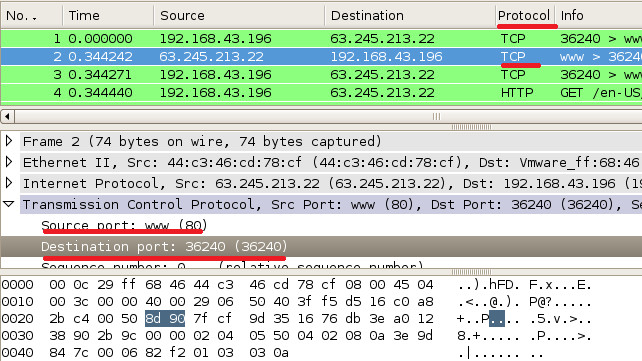 No. . Time Source Destination Protocol Info
1 0.000000 192.168.43.196 63.245.213.22 TCP 36240 > www
2 0.344242 63.245.213.22 192.168.43.196 TCP www > 3624
3 0.344271 192.168.43.196 63.245.213.22 TCP 36240 > www
4 0.344440 192.168.43.196 63.245.213.22 HTTP GET /en-US,
Frame 2 (74 bytes on wire, 74 bytes captured)
Ethernet II, Src: 44:c3:46:cd:78:cf (44:c3:46:cd:78:cf), Dst: Vmware_ff:68:46
Internet Protocol, Src: 63.245.213.22 (63.245.213.22), Dst: 192.168.43.196 (19
Transmission Control Protocol, Src Port: www (80), Dst Port: 36240 (36240), Se
Source port: www (80)
Destination port: 36240 (36240)
Sequence number: 0 (relative sequence number)
0000 00 0c 29 ff 68 46 44 c3 46 cd 78 cf 08 00 45 04 ..).hFD. F.x...E.
0010 00 3c 00 00 40 00 29 06 50 40 3f f5 d5 16 c0 a8 .<..@.). P@?.....
0020 2b c4 00 50 8d 90 7f cf 9d 35 16 76 db 3e a0 12 +..P.... .5.v.>..
0030 38 90 2b 9c 00 00 02 04 05 50 04 02 08 0a 3e 9d 8.+..... .P....>.
0040 84 7c 00 06 82 f2 01 03 03 0a .|...... ..